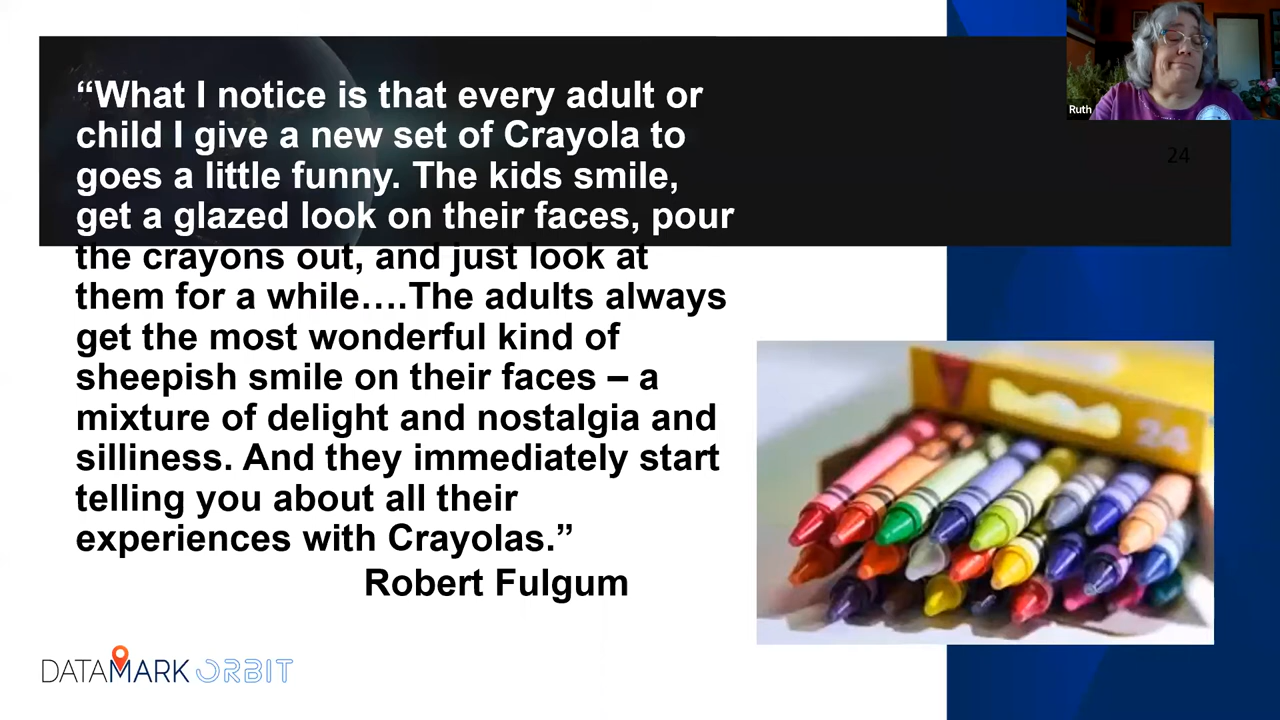 “What I notice is that every adult or
child I give a new set of Crayola to
goes a little funny. The kids smile,
get a glazed look on their faces, pour
the crayons out, and just look at
them for a while….The adults always
get the most wonderful kind of
sheepish smile on their faces – a
mixture of delight and nostalgia and
silliness. And they immediately start
telling you about all their
experiences with Crayolas.”
Robert Fulgum
Ruth
24
24
DATAMARK ORBIT